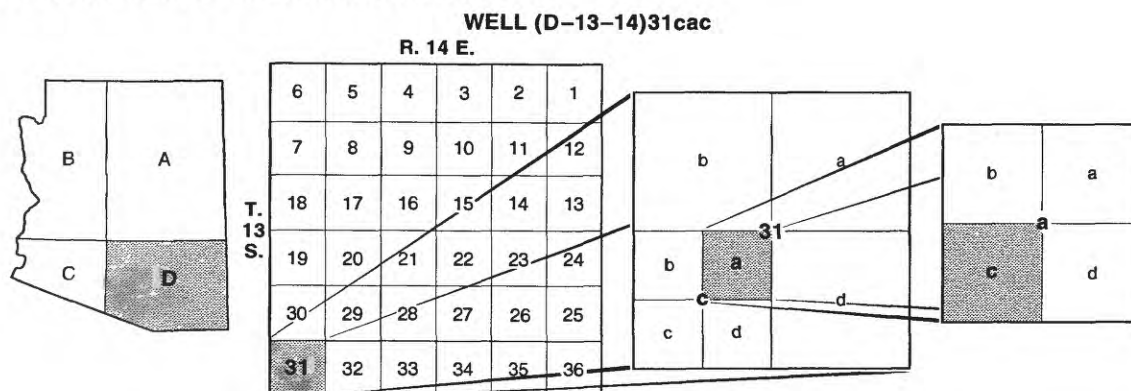 WELL (D–13–14)31cac
R. 14 E.
T. 13 S.
B A
C D
6 5 4 3 2 1
7 8 9 10 11 12
18 17 16 15 14 13
19 20 21 22 23 24
30 29 28 27 26 25
31 32 33 34 35 36
b a
31
b a
c d
c d
b a
a
c d